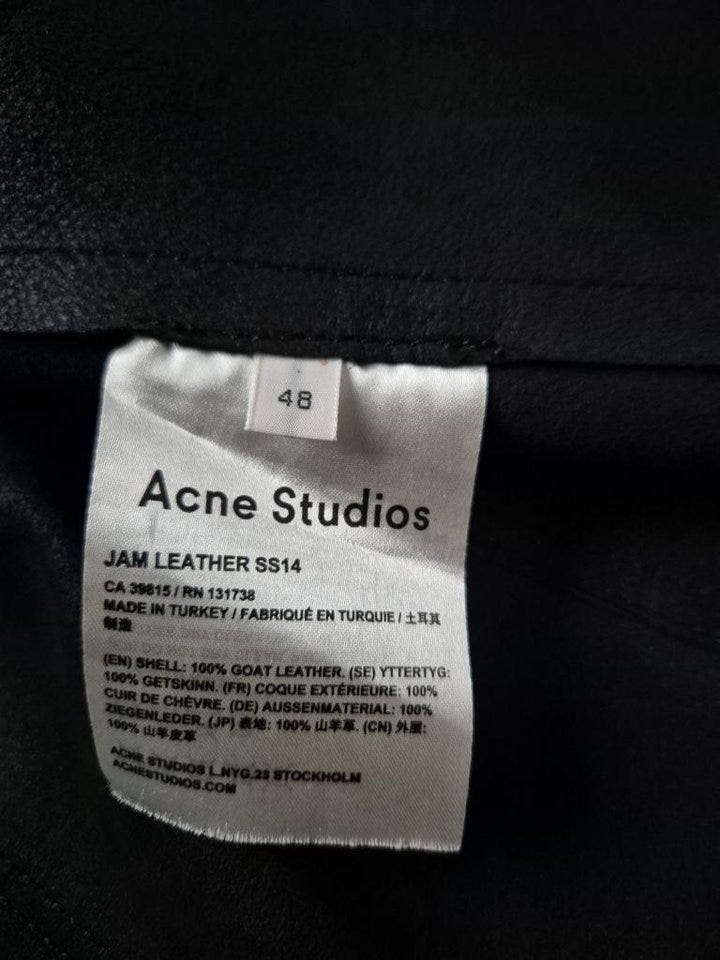 48
Acne Studios
JAM LEATHER SS14
CA 39815 / RN 131738
MADE IN TURKEY / FABRIQUÉ EN TURQUIE / 土耳其
制造
(EN) SHELL: 100% GOAT LEATHER. (SE) YTTERTYG:
100% GETSKINN. (FR) COQUE EXTÉRIEURE: 100%
CUIR DE CHÈVRE. (DE) AUSSENMATERIAL: 100%
ZIEGENLEDER. (JP) 表地: 100% 山羊革. (CN) 外层:
100% 山羊皮革
ACNE STUDIOS L.NYG.23 STOCKHOLM
ACNESTUDIOS.COM